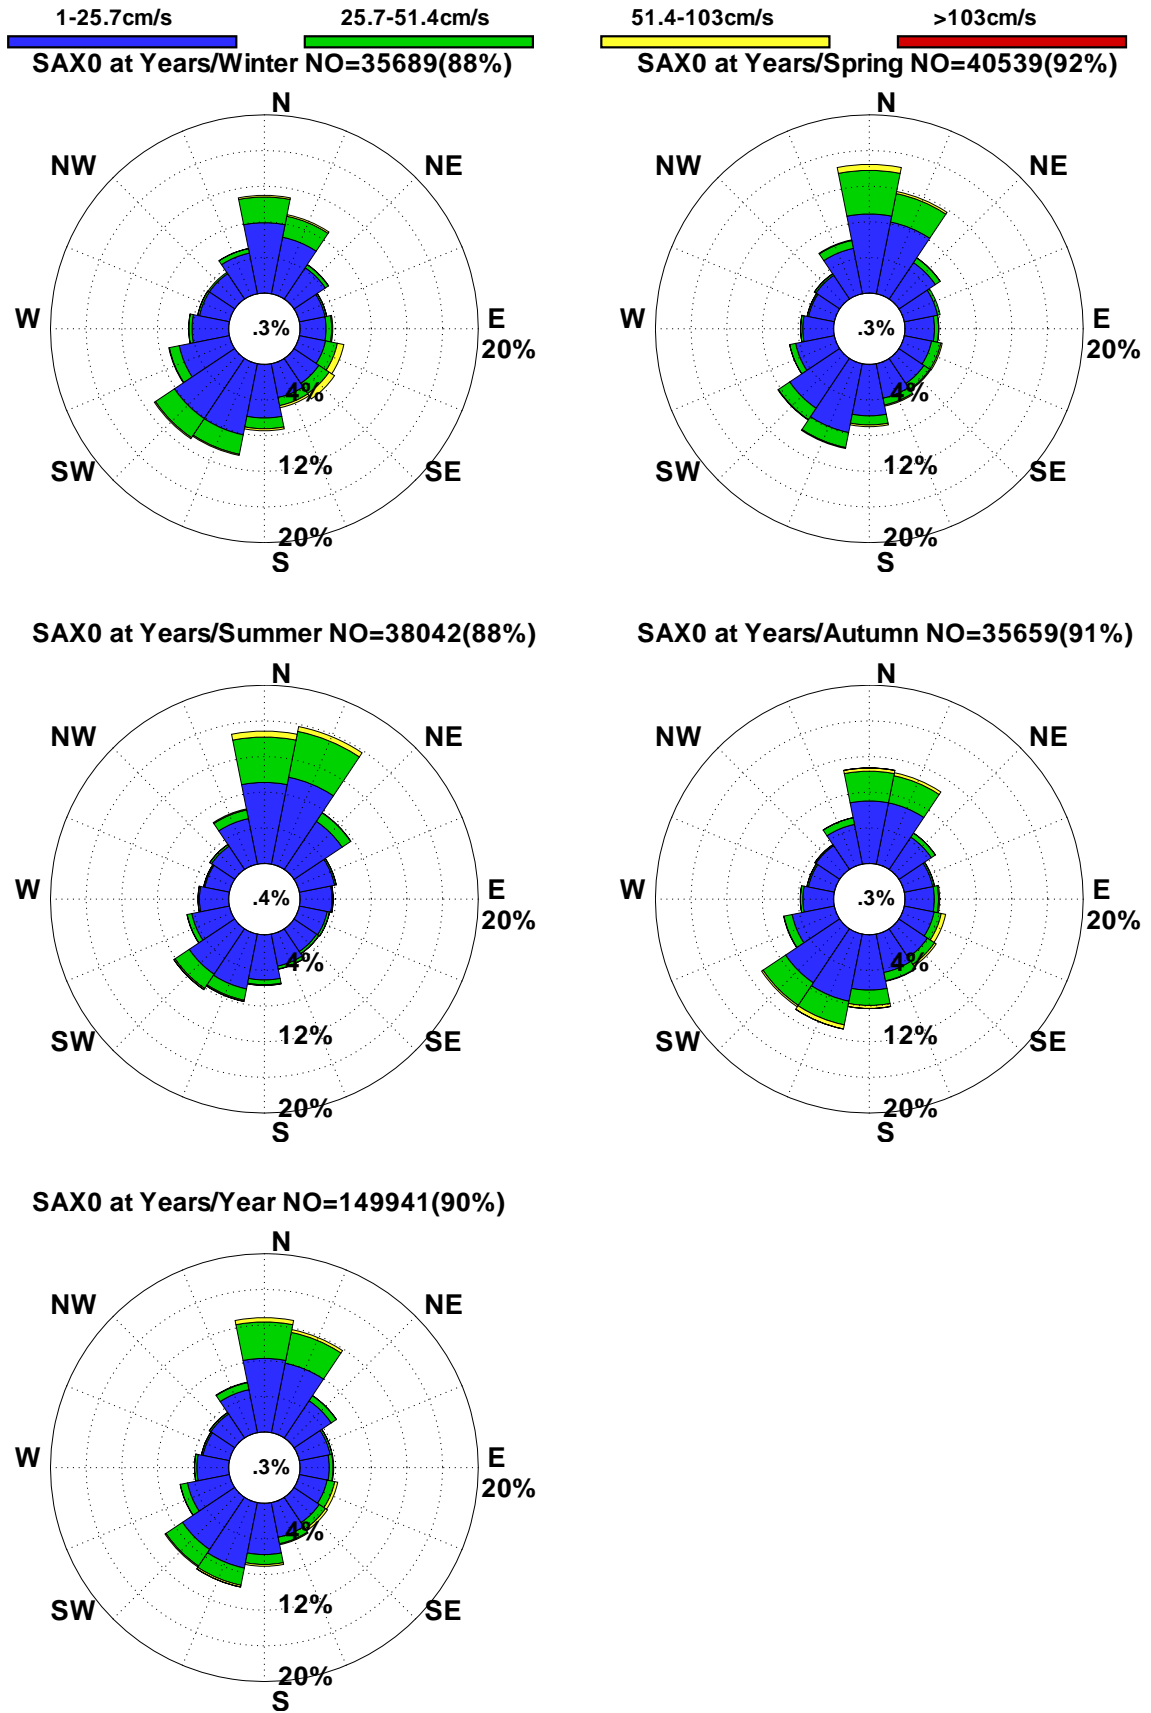 1-25.7cm/s 25.7-51.4cm/s 51.4-103cm/s >103cm/s
SAX0 at Years/Winter NO=35689(88%)
N
NW NE
W .3% E
20%
4%
12%
SW SE
20%
S
SAX0 at Years/Spring NO=40539(92%)
N
NW NE
W .3% E
20%
4%
12%
SW SE
20%
S
SAX0 at Years/Summer NO=38042(88%)
N
NW NE
W .4% E
20%
4%
12%
SW SE
20%
S
SAX0 at Years/Autumn NO=35659(91%)
N
NW NE
W .3% E
20%
4%
12%
SW SE
20%
S
SAX0 at Years/Year NO=149941(90%)
N
NW NE
W .3% E
20%
4%
12%
SW SE
20%
S